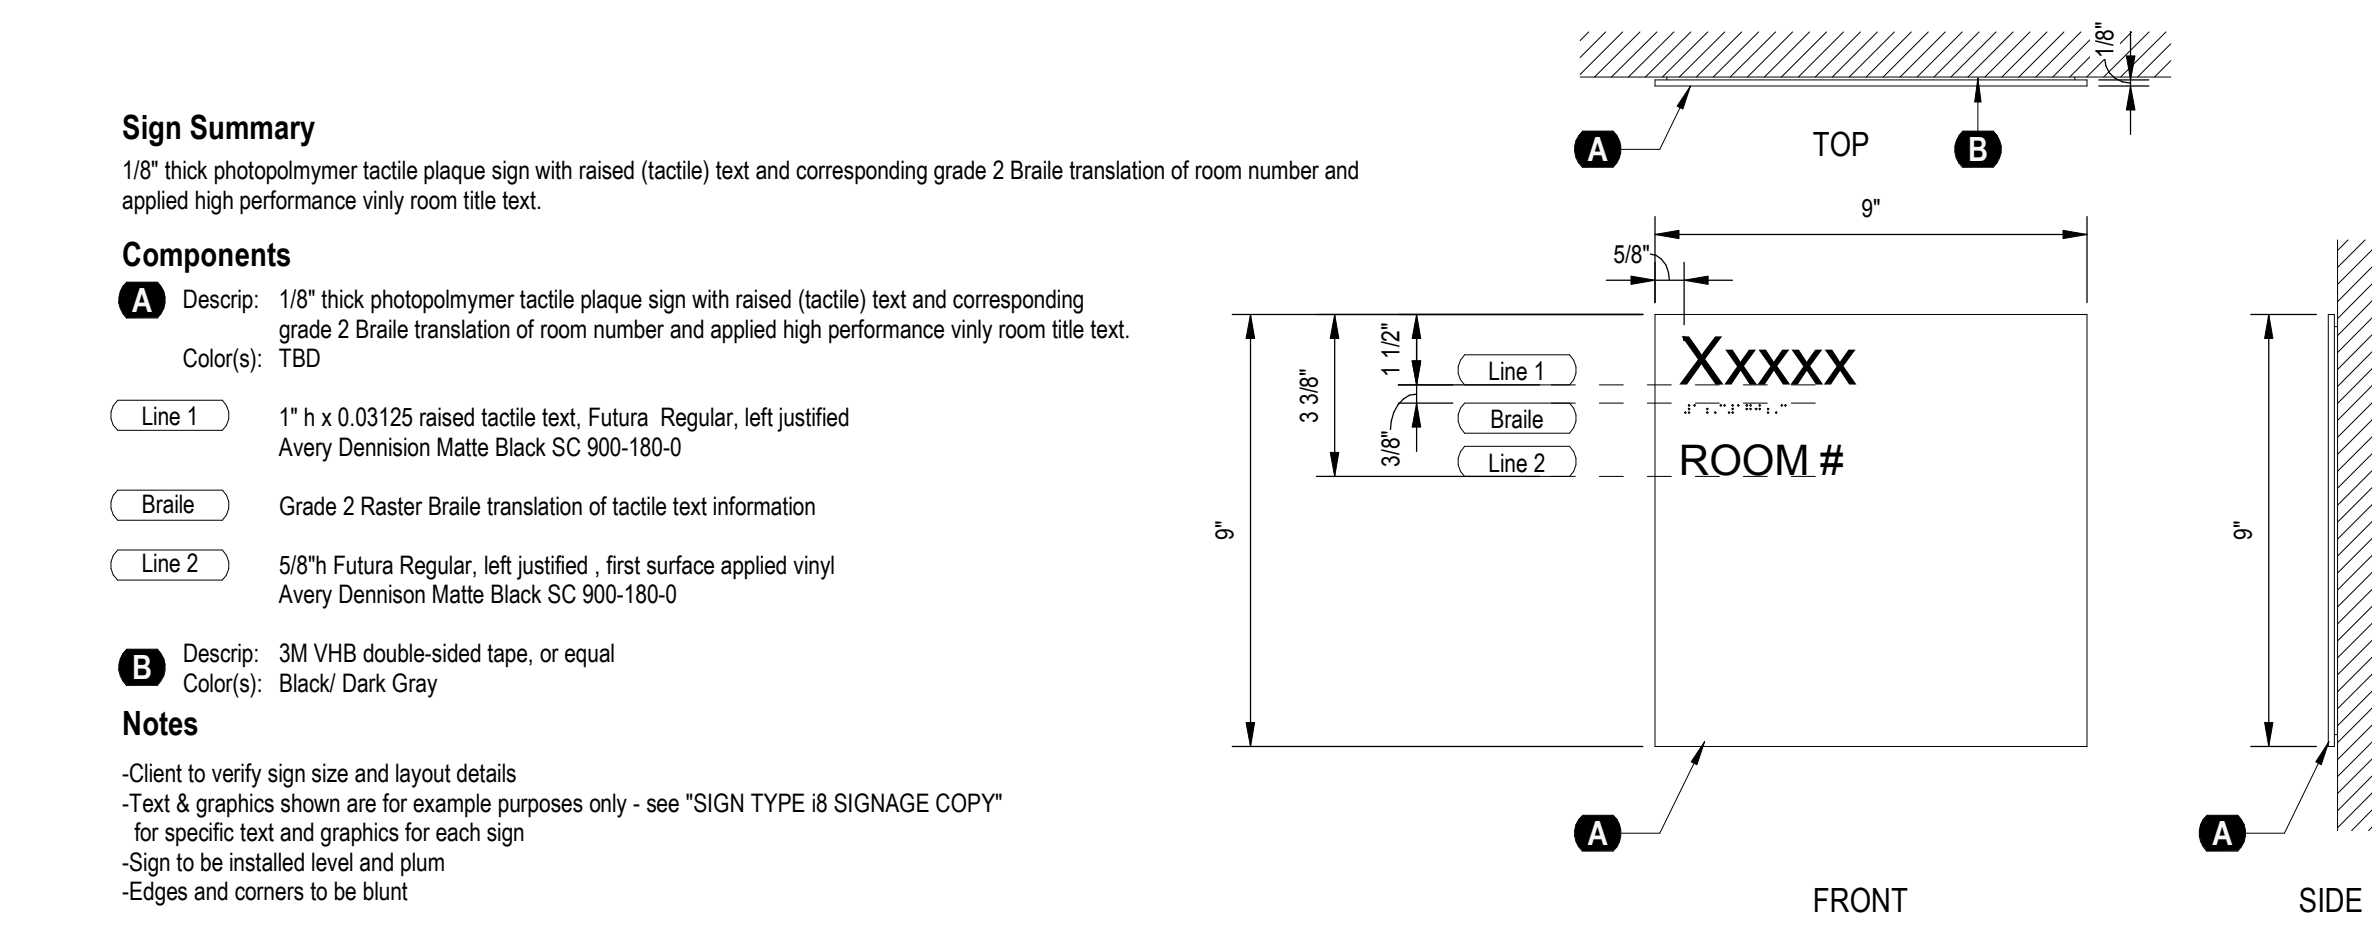 Sign Summary
1/8" thick photopolmymer tactile plaque sign with raised (tactile) text and corresponding grade 2 Braile translation of room number and
applied high performance vinly room title text.
Components
A Descrip: 1/8" thick photopolmymer tactile plaque sign with raised (tactile) text and corresponding
grade 2 Braile translation of room number and applied high performance vinly room title text.
Color(s): TBD
Line 1 1" h x 0.03125 raised tactile text, Futura Regular, left justified
Avery Dennision Matte Black SC 900-180-0
Braile Grade 2 Raster Braile translation of tactile text information
Line 2 5/8"h Futura Regular, left justified , first surface applied vinyl
Avery Dennison Matte Black SC 900-180-0
B Descrip: 3M VHB double-sided tape, or equal
Color(s): Black/ Dark Gray
Notes
-Client to verify sign size and layout details
-Text & graphics shown are for example purposes only - see "SIGN TYPE i8 SIGNAGE COPY"
for specific text and graphics for each sign
-Sign to be installed level and plum
-Edges and corners to be blunt
1/8"
A
TOP
B
9"
5/8"
9"
3 3/8"
1 1/2"
3/8"
Line 1
Braile
Line 2
Xxxxx
ROOM #
A
FRONT
9"
A
SIDE